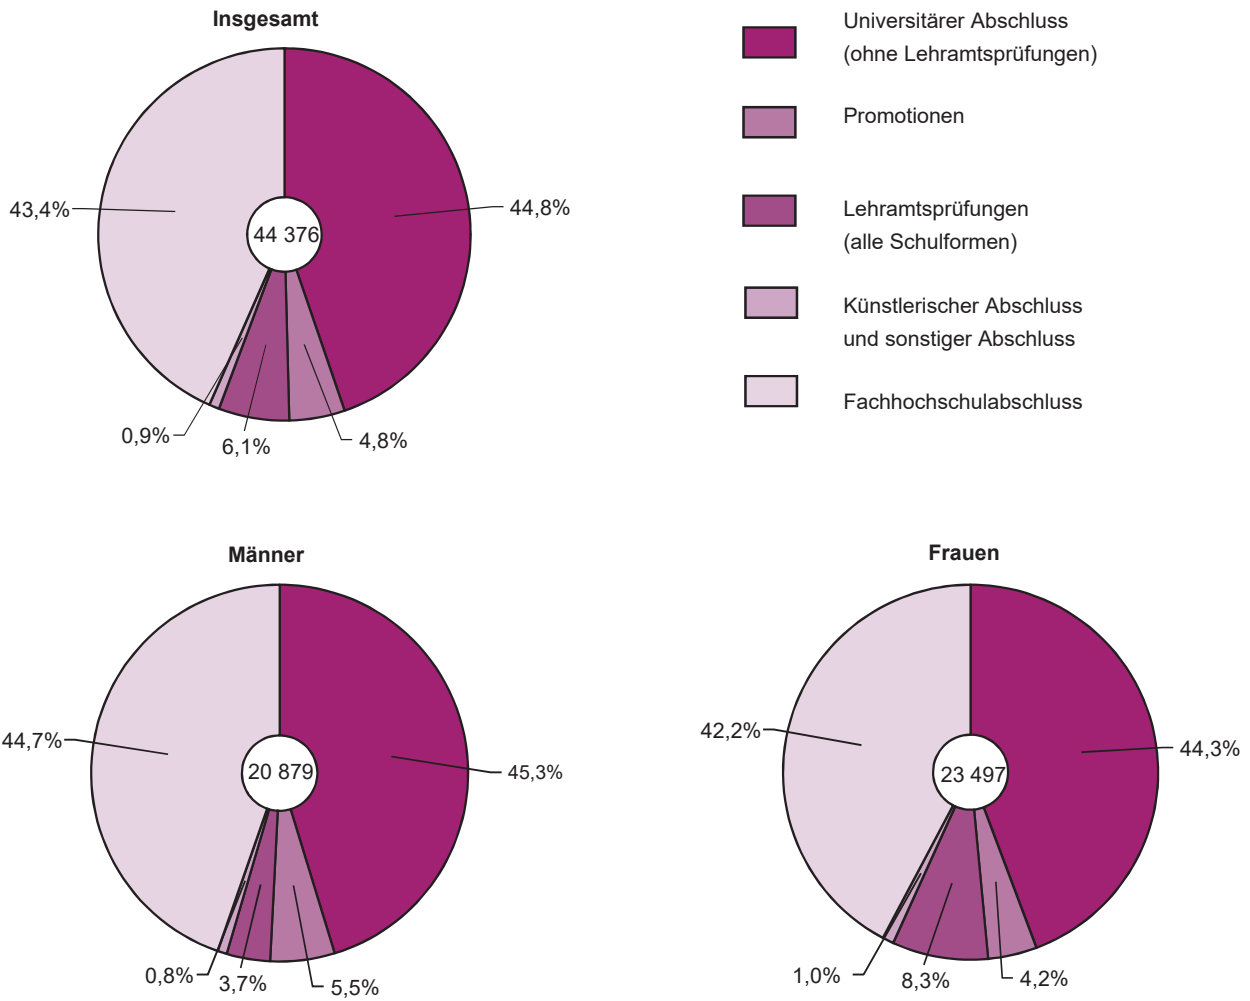 Insgesamt
43,4%
44,8%
44 376
0,9%
6,1%
4,8%
Universitärer Abschluss
(ohne Lehramtsprüfungen)
Promotionen
Lehramtsprüfungen
(alle Schulformen)
Künstlerischer Abschluss
und sonstiger Abschluss
Fachhochschulabschluss
Männer
44,7%
45,3%
20 879
0,8%
3,7%
5,5%
Frauen
42,2%
44,3%
23 497
1,0%
8,3%
4,2%